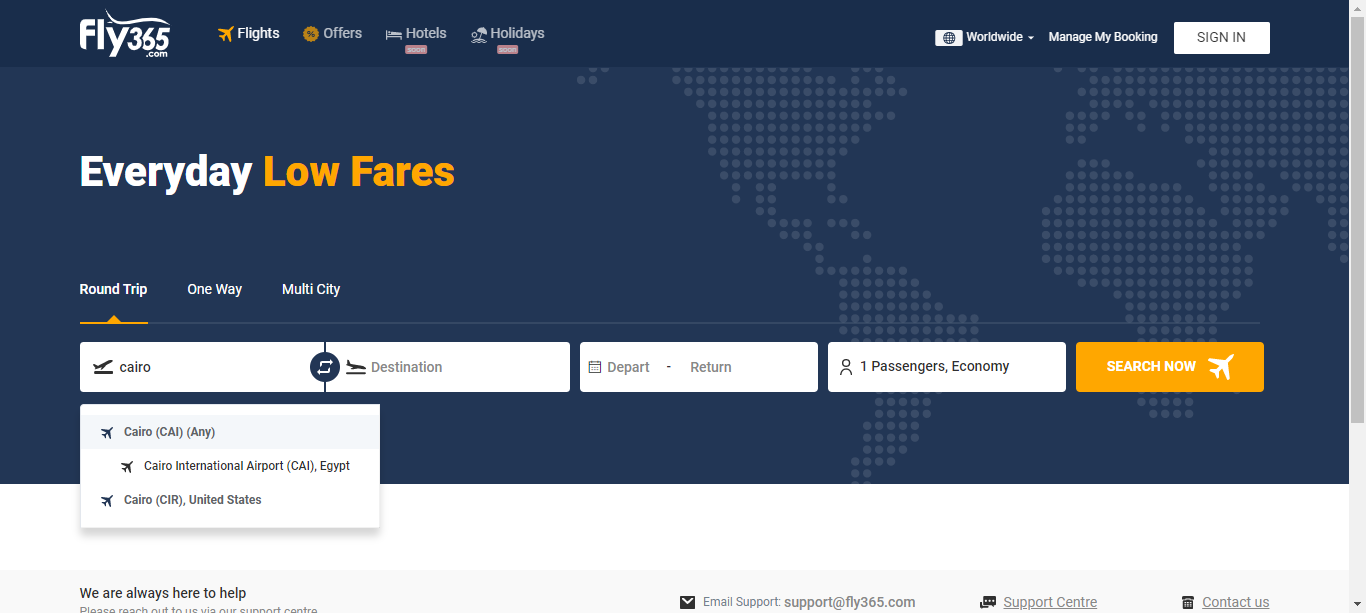 Fly365
.com
Flights
Offers
Hotels
soon
Holidays
soon
Worldwide
Manage My Booking
SIGN IN
Everyday Low Fares
Round Trip
One Way
Multi City
cairo
Destination
Depart - Return
1 Passengers, Economy
SEARCH NOW
Cairo (CAI) (Any)
Cairo International Airport (CAI), Egypt
Cairo (CIR), United States
We are always here to help
Please reach out to us via our support centre
Email Support: support@fly365.com
Support Centre
Contact us